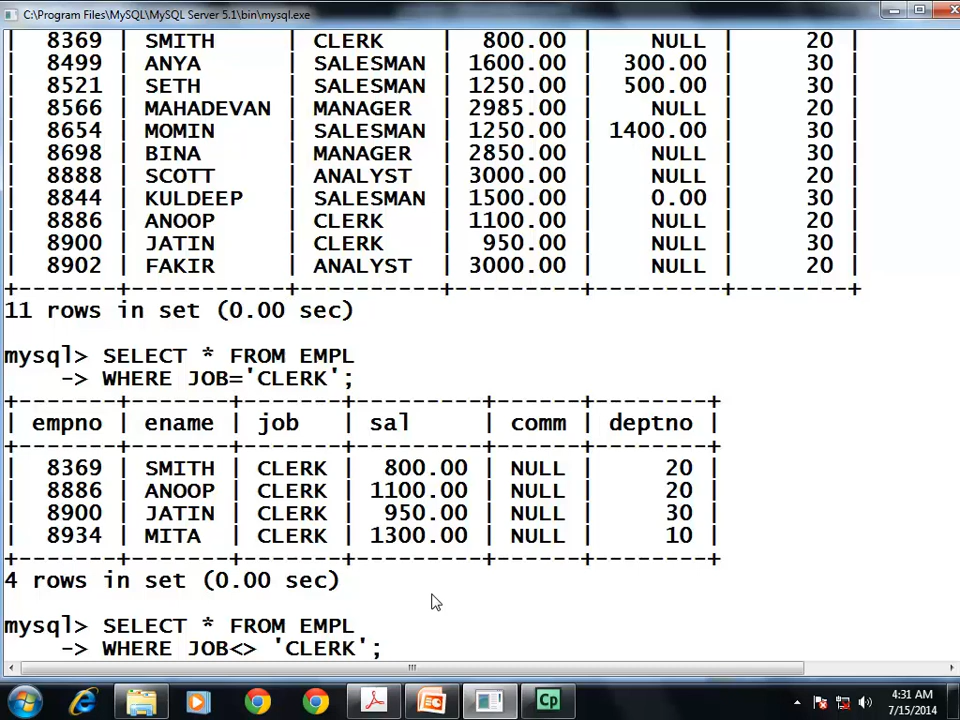 C:\Program Files\MySQL\MySQL Server 5.1\bin\mysql.exe
| 8369 | SMITH | CLERK | 800.00 | NULL | 20 |
| 8499 | ANYA | SALESMAN | 1600.00 | 300.00 | 30 |
| 8521 | SETH | SALESMAN | 1250.00 | 500.00 | 30 |
| 8566 | MAHADEVAN | MANAGER | 2985.00 | NULL | 20 |
| 8654 | MOMIN | SALESMAN | 1250.00 | 1400.00 | 30 |
| 8698 | BINA | MANAGER | 2850.00 | NULL | 30 |
| 8888 | SCOTT | ANALYST | 3000.00 | NULL | 20 |
| 8844 | KULDEEP | SALESMAN | 1500.00 | 0.00 | 30 |
| 8886 | ANOOP | CLERK | 1100.00 | NULL | 20 |
| 8900 | JATIN | CLERK | 950.00 | NULL | 30 |
| 8902 | FAKIR | ANALYST | 3000.00 | NULL | 20 |
+-------+-----------+----------+---------+---------+--------+
11 rows in set (0.00 sec)
mysql> SELECT * FROM EMPL
-> WHERE JOB='CLERK';
+-------+-------+-------+---------+------+--------+
| empno | ename | job | sal | comm | deptno |
+-------+-------+-------+---------+------+--------+
| 8369 | SMITH | CLERK | 800.00 | NULL | 20 |
| 8886 | ANOOP | CLERK | 1100.00 | NULL | 20 |
| 8900 | JATIN | CLERK | 950.00 | NULL | 30 |
| 8934 | MITA | CLERK | 1300.00 | NULL | 10 |
+-------+-------+-------+---------+------+--------+
4 rows in set (0.00 sec)
mysql> SELECT * FROM EMPL
-> WHERE JOB<> 'CLERK';
Cp
4:31 AM
7/15/2014